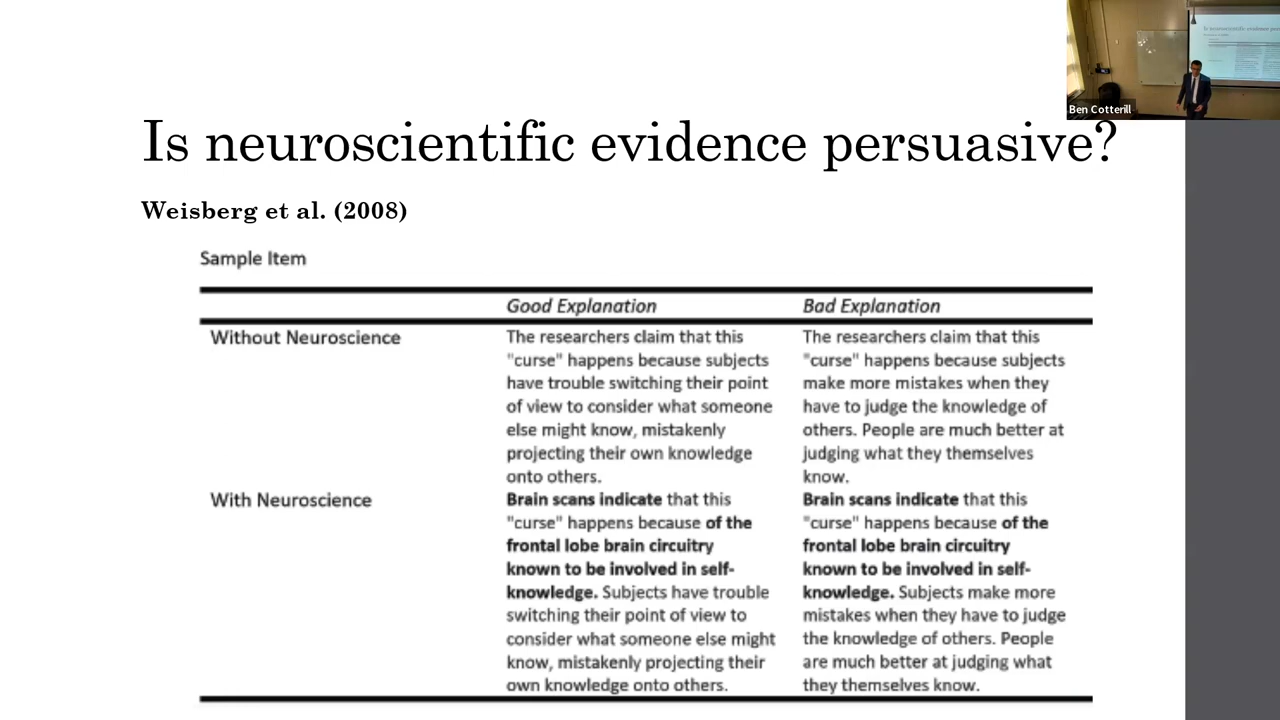 Is neuroscientific evidence persuasive?
Ben Cotterill
Weisberg et al. (2008)
Sample Item
Good Explanation
Bad Explanation
Without Neuroscience
The researchers claim that this
"curse" happens because subjects
have trouble switching their point
of view to consider what someone
else might know, mistakenly
projecting their own knowledge
onto others.
The researchers claim that this
"curse" happens because subjects
make more mistakes when they
have to judge the knowledge of
others. People are much better at
judging what they themselves
know.
With Neuroscience
Brain scans indicate that this
"curse" happens because of the
frontal lobe brain circuitry
known to be involved in self-
knowledge. Subjects have trouble
switching their point of view to
consider what someone else might
know, mistakenly projecting their
own knowledge onto others.
Brain scans indicate that this
"curse" happens because of the
frontal lobe brain circuitry
known to be involved in self-
knowledge. Subjects make more
mistakes when they have to judge
the knowledge of others. People
are much better at judging what
they themselves know.